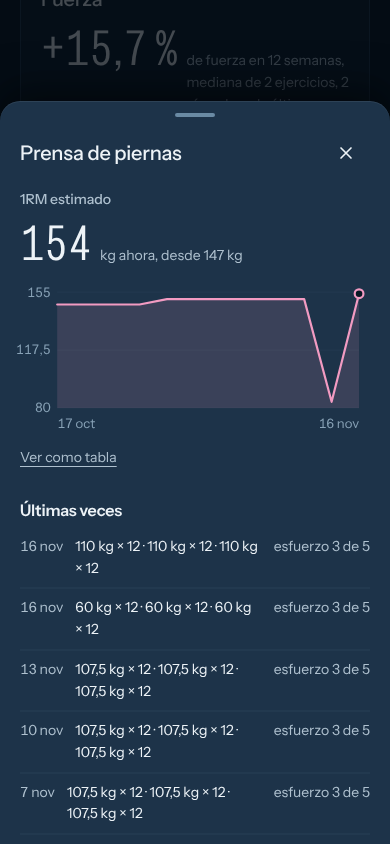 Fuerza
+15,7 %
de fuerza en 12 semanas,
mediana de 2 ejercicios, 2
Prensa de piernas
1RM estimado
154 kg ahora, desde 147 kg
155
117,5
80
17 oct 16 nov
Ver como tabla
Últimas veces
16 nov 110 kg × 12 · 110 kg × 12 · 110 kg esfuerzo 3 de 5
× 12
16 nov 60 kg × 12 · 60 kg × 12 · 60 kg esfuerzo 3 de 5
× 12
13 nov 107,5 kg × 12 · 107,5 kg × 12 · esfuerzo 3 de 5
107,5 kg × 12
10 nov 107,5 kg × 12 · 107,5 kg × 12 · esfuerzo 3 de 5
107,5 kg × 12
7 nov 107,5 kg × 12 · 107,5 kg × 12 · esfuerzo 3 de 5
107,5 kg × 12